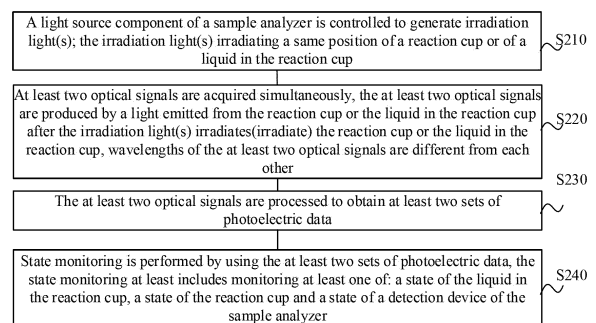 A light source component of a sample analyzer is controlled to generate irradiation
light(s); the irradiation light(s) irradiating a same position of a reaction cup or of a
liquid in the reaction cup
S210
At least two optical signals are acquired simultaneously, the at least two optical signals
are produced by a light emitted from the reaction cup or the liquid in the reaction cup
after the irradiation light(s) irradiates(irradiate) the reaction cup or the liquid in the
reaction cup, wavelengths of the at least two optical signals are different from each
other
S220
The at least two optical signals are processed to obtain at least two sets of
photoelectric data
S230
State monitoring is performed by using the at least two sets of photoelectric data, the
state monitoring at least includes monitoring at least one of: a state of the liquid in
the reaction cup, a state of the reaction cup and a state of a detection device of the
sample analyzer
S240